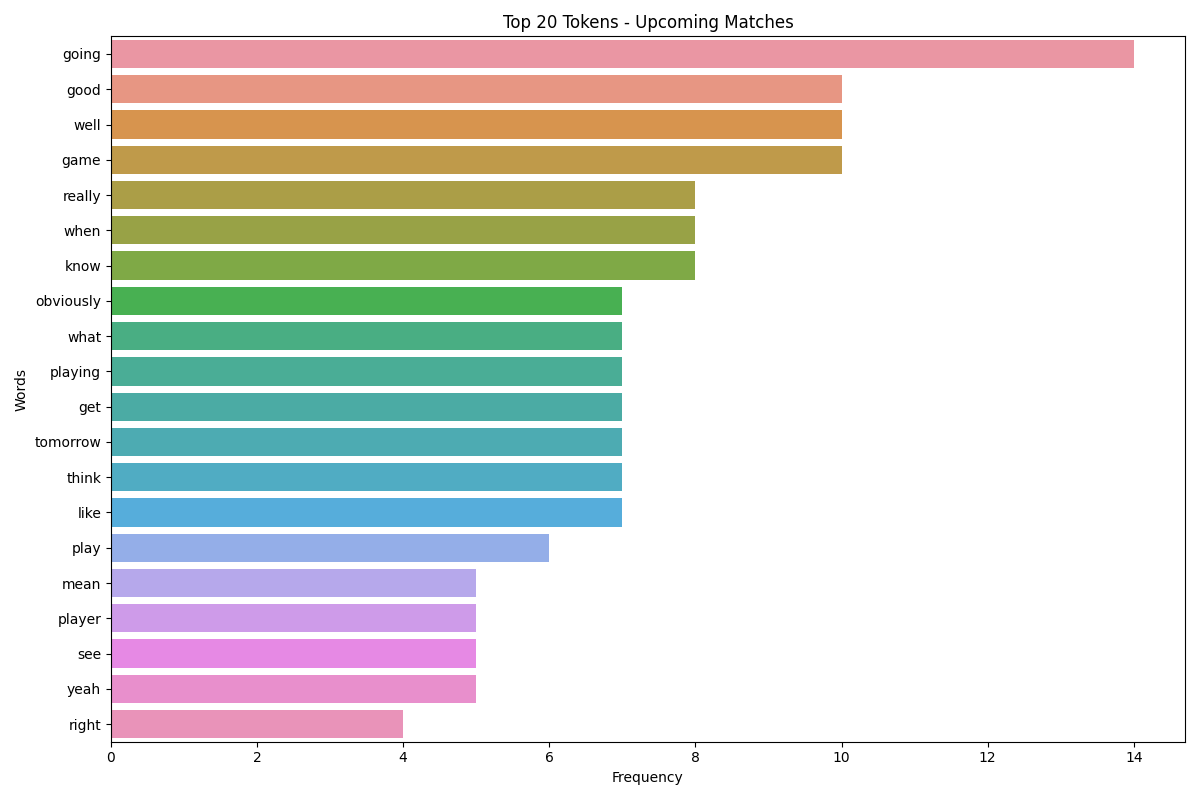 Top 20 Tokens - Upcoming Matches
going
good
well
game
really
when
know
obviously
what
playing
get
tomorrow
think
like
play
mean
player
see
yeah
right
Words
0 2 4 6 8 10 12 14
Frequency